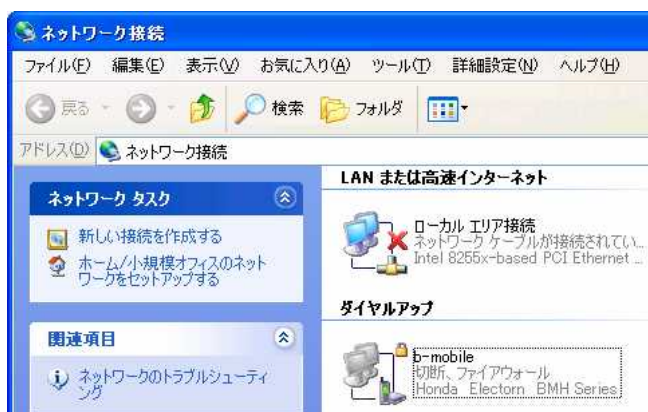 ネットワーク接続
ファイル(F) 編集(E) 表示(V) お気に入り(A) ツール(T) 詳細設定(N) ヘルプ(H)
戻る 検索 フォルダ
アドレス(D) ネットワーク接続
ネットワーク タスク
新しい接続を作成する
ホーム/小規模オフィスのネット
ワークをセットアップする
関連項目
ネットワークのトラブルシューティ
ング
LAN または高速インターネット
ローカル エリア接続
ネットワーク ケーブルが接続されてい...
Intel 8255x-based PCI Ethernet ...
ダイヤルアップ
b-mobile
切断、ファイアウォール
Honda Electorn BMH Series